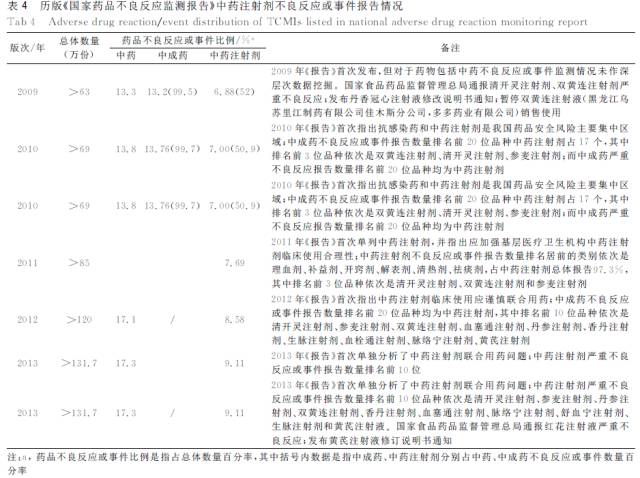 表 4 历版《国家药品不良反应监测报告》中药注射剂不良反应或事件报告情况
Tab 4 Adverse drug reaction/event distribution of TCMIs listed in national adverse drug reaction monitoring report
版次/年 总体数量(万份) 药品不良反应或事件比例/%ᵃ 备注
中药 中成药 中药注射剂
2009年《报告》首次发布,但对于药物包括中药不良反应或事件监测情况未作深
层次数据挖掘。国家食品药品监督管理总局通报清开灵注射剂、双黄连注射剂严
2009 >63 13.3 13.2(99.5) 6.88(52)
重不良反应;发布丹香冠心注射液修改说明书通知;暂停双黄连注射液(黑龙江乌
苏里江制药有限公司佳木斯分公司,多多药业有限公司)销售使用
2010年《报告》首次指出抗感染药和中药注射剂是我国药品安全风险主要集中区
域;中成药不良反应或事件报告数量排名前 20 位品种中药注射剂占 17 个,其中
2010 >69 13.8 13.76(99.7) 7.00(50.9)
排名前 3 位品种依次是双黄连注射剂、清开灵注射剂、参麦注射剂;而中成药严重
不良反应报告数量排名前 20 位品种均为中药注射剂
2010年《报告》首次指出抗感染药和中药注射剂是我国药品安全风险主要集中区
域;中成药不良反应或事件报告数量排名前 20 位品种中药注射剂占 17 个,其中
2010 >69 13.8 13.76(99.7) 7.00(50.9)
排名前 3 位品种依次是双黄连注射剂、清开灵注射剂、参麦注射剂;而中成药严重
不良反应报告数量排名前 20 位品种均为中药注射剂
2011年《报告》首次单列中药注射剂,并指出应加强基层医疗卫生机构中药注射
剂临床使用合理性;中药注射剂不良反应或事件报告数量排名居前的类别依次是
2011 >85 7.69
理血剂、补益剂、开窍剂、解表剂、清热剂、祛痰剂,占中药注射剂总体报告97.3%,
其中排名前 3 位品种依次是清开灵注射剂、双黄连注射剂和参麦注射剂
2012年《报告》首次指出中药注射剂临床使用应谨慎联合用药;中成药不良反应
或事件报告数量排名前 20 位品种均为中药注射剂,其中排名前 10 位品种依次是
2012 >120 17.1 / 8.58
清开灵注射剂、参麦注射剂、双黄连注射剂、血塞通注射剂、丹参注射剂、香丹注射
剂、生脉注射剂、血栓通注射剂、脉络宁注射剂、黄芪注射剂
2013年《报告》首次单独分析了中药注射剂联合用药问题;中药注射剂严重不良
2013 >131.7 17.3 9.11
反应或事件报告数量排名前 10 位
2013年《报告》首次单独分析了中药注射剂联合用药问题;中药注射剂严重不良反
应或事件报告数量排名前 10 位品种依次是清开灵注射剂、参麦注射剂、丹参注
2013 >131.7 17.3 / 9.11
射剂、双黄连注射剂、香丹注射剂、血塞通注射剂、脉络宁注射剂、舒血宁注射剂、
生脉注射剂和黄芪注射液。国家食品药品监督管理总局通报红花注射液严重不
良反应;发布黄芪注射液修订说明书通知
注:a,药品不良反应或事件比例是指占总体数量百分率,其中括号内数据是指中成药、中药注射剂分别占中药、中成药不良反应或事件数量百
分率